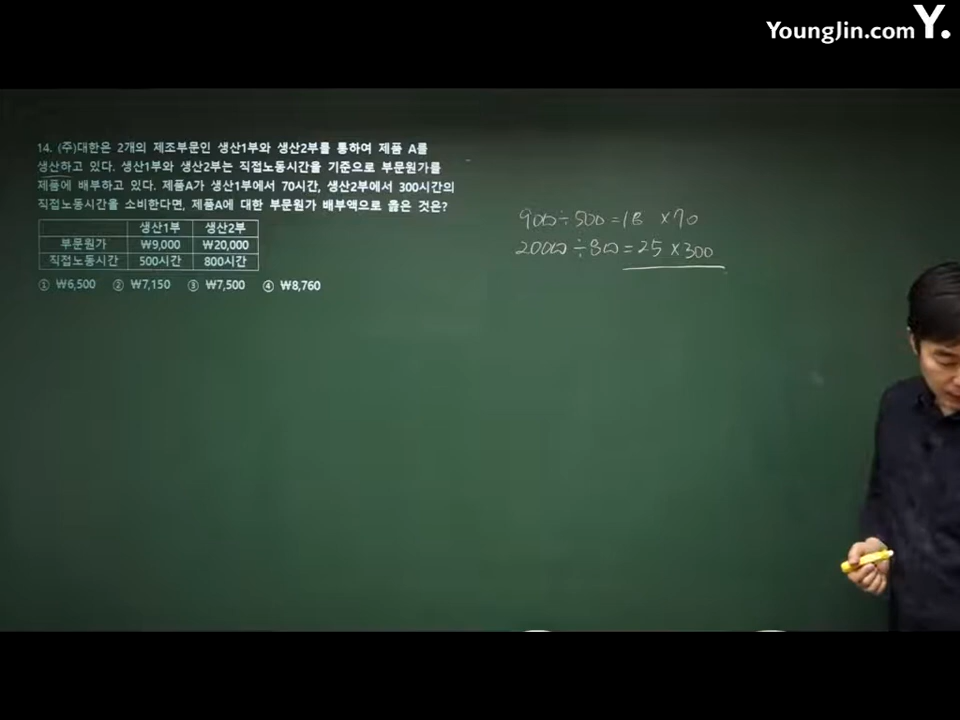 YoungJin.com Y.
14. (주)대한은 2개의 제조부문인 생산1부와 생산2부를 통하여 제품 A를
생산하고 있다. 생산1부와 생산2부는 직접노동시간을 기준으로 부문원가를
제품에 배부하고 있다. 제품A가 생산1부에서 70시간, 생산2부에서 300시간의
직접노동시간을 소비한다면, 제품A에 대한 부문원가 배부액으로 옳은 것은?
생산1부 생산2부
부문원가 ₩9,000 ₩20,000
직접노동시간 500시간 800시간
① ₩6,500 ② ₩7,150 ③ ₩7,500 ④ ₩8,760
9000÷500=18 ×70
20000÷800=25×300